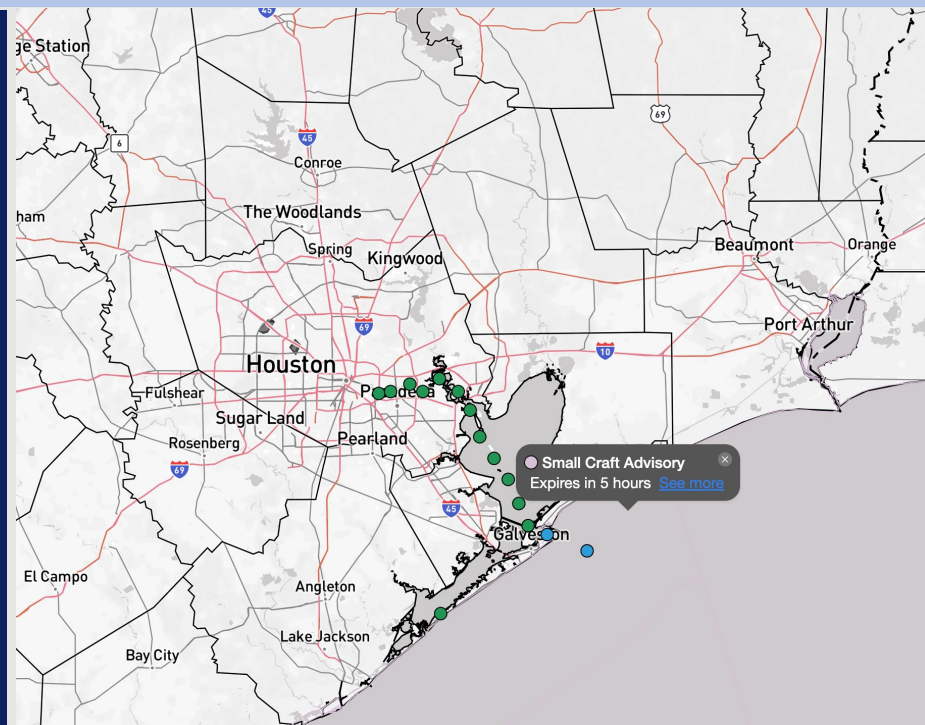 45
ge Station
69
6
45
Conroe
ham
The Woodlands
Spring
Kingwood
Beaumont
Orange
69
Port Arthur
10
Houston
Fulshear
Sugar Land
Rosenberg
Pearland
69
Small Craft Advisory
Expires in 5 hours See more
45
Galveston
El Campo
Angleton
Lake Jackson
Bay City